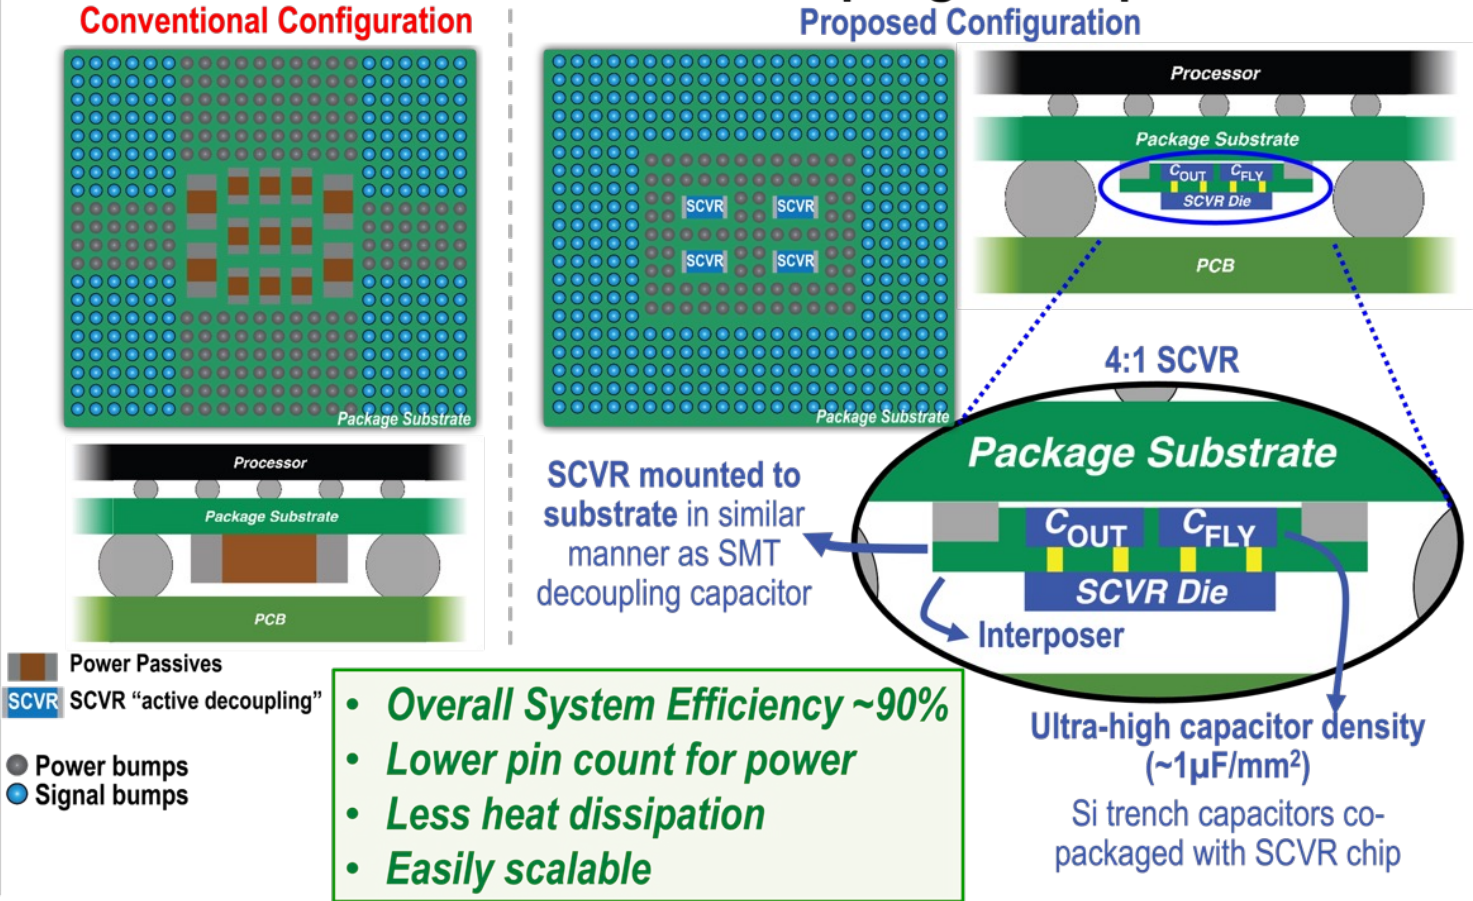 Conventional Configuration
Proposed Configuration
Package Substrate
Processor
Package Substrate
PCB
Power Passives
SCVR
SCVR “active decoupling”
Power bumps
Signal bumps
SCVR
SCVR
SCVR
SCVR
Package Substrate
Processor
Package Substrate
COUT
CFLY
SCVR Die
PCB
4:1 SCVR
Package Substrate
COUT
CFLY
SCVR Die
Interposer
SCVR mounted to
substrate in similar
manner as SMT
decoupling capacitor
Ultra-high capacitor density
(~1µF/mm²)
Si trench capacitors co-
packaged with SCVR chip
• Overall System Efficiency ~90%
• Lower pin count for power
• Less heat dissipation
• Easily scalable